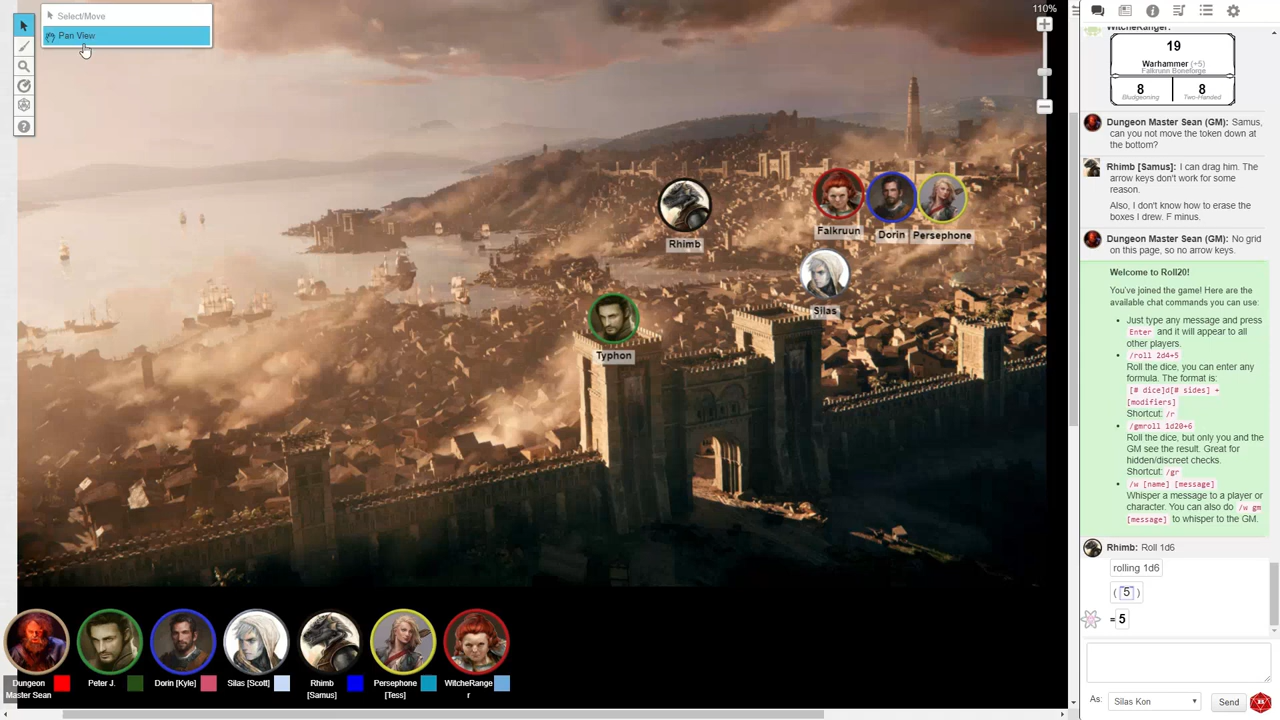 Select/Move
Pan View
110%
Rhimb
Falkruun
Dorin
Persephone
Silas
Typhon
Dungeon
Master Sean
Peter J.
Dorin [Kyle]
Silas [Scott]
Rhimb
[Samus]
Persephone
[Tess]
WitcheRange
r
WitcheRanger:
19
Warhammer (+5)
Falkruun Boneforge
8
Bludgeoning
8
Two-Handed
Dungeon Master Sean (GM): Samus,
can you not move the token down at
the bottom?
Rhimb [Samus]: I can drag him. The
arrow keys don't work for some
reason.
Also, I don't know how to erase the
boxes I drew. F minus.
Dungeon Master Sean (GM): No grid
on this page, so no arrow keys.
Welcome to Roll20!
You've joined the game! Here are the
available chat commands you can use:
• Just type any message and press
Enter and it will appear to all
other players.
• /roll 2d4+5
Roll the dice, you can enter any
formula. The format is:
[# dice]d[# sides] +
[modifiers]
Shortcut: /r
• /gmroll 1d20+6
Roll the dice, but only you and the
GM see the result. Great for
hidden/discreet checks.
Shortcut: /gr
• /w [name] [message]
Whisper a message to a player or
character. You can also do /w gm
[message] to whisper to the GM.
Rhimb: Roll 1d6
rolling 1d6
( 5 )
= 5
As: Silas Kon
Send